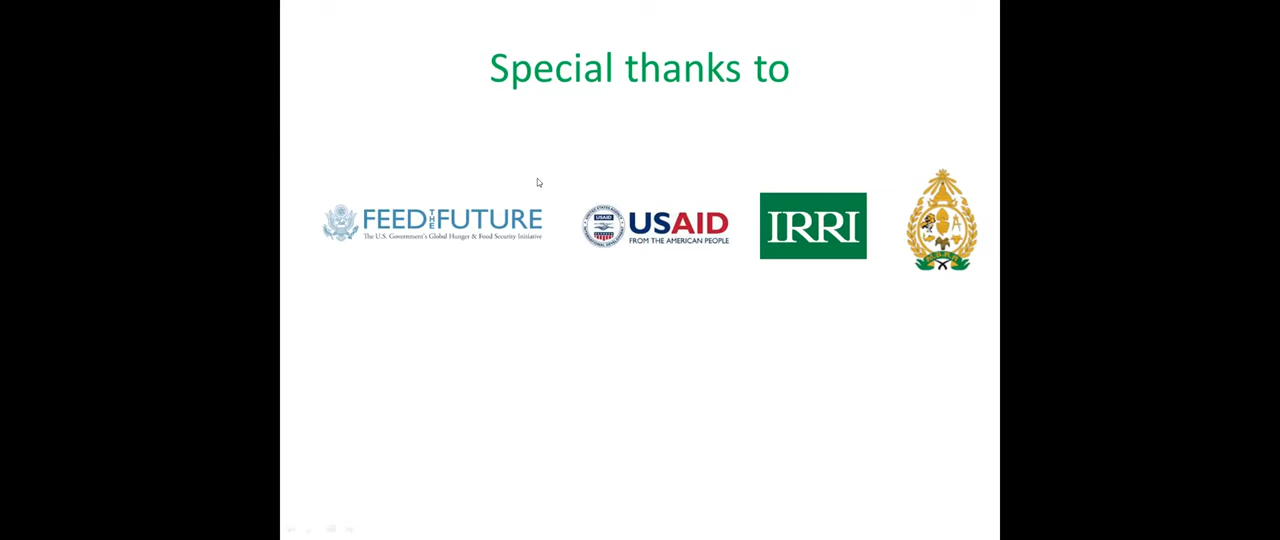 Special thanks to
FEED THE FUTURE
The U.S. Government's Global Hunger & Food Security Initiative
USAID
USAID
FROM THE AMERICAN PEOPLE
IRRI